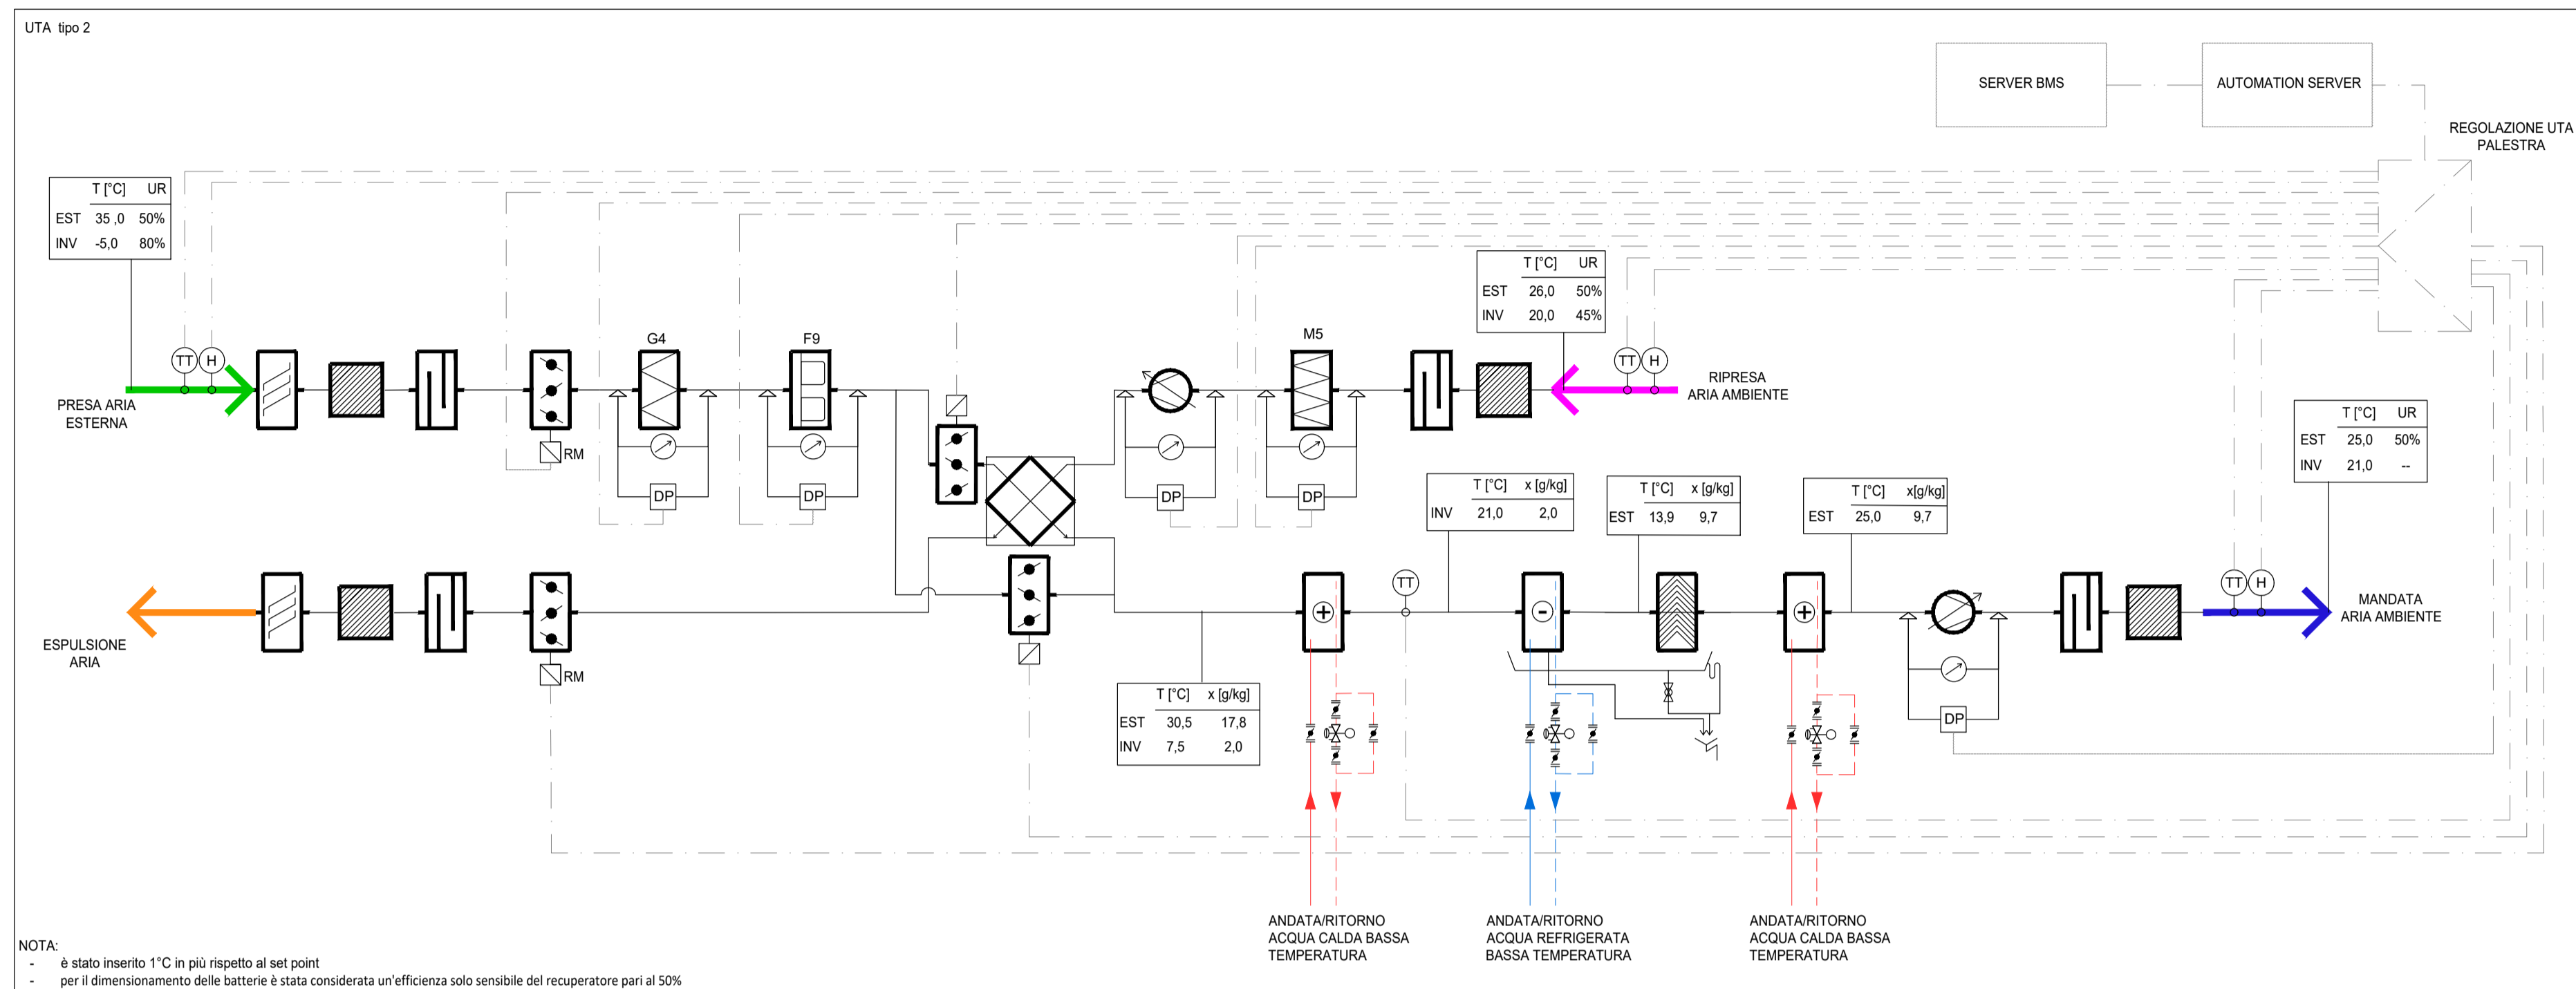 UTA tipo 2
SERVER BMS
AUTOMATION SERVER
REGOLAZIONE UTA
PALESTRA
T [°C] UR
EST 35 ,0 50%
INV -5,0 80%
T [°C] UR
EST 26,0 50%
INV 20,0 45%
TT H
G4
F9
M5
TT H
PRESA ARIA
ESTERNA
RIPRESA
ARIA AMBIENTE
RM
DP
DP
DP
DP
T [°C] UR
EST 25,0 50%
INV 21,0 --
T [°C] x [g/kg]
INV 21,0 2,0
T [°C] x [g/kg]
EST 13,9 9,7
T [°C] x[g/kg]
EST 25,0 9,7
TT
TT H
+
-
+
ESPULSIONE
ARIA
MANDATA
ARIA AMBIENTE
RM
T [°C] x [g/kg]
EST 30,5 17,8
INV 7,5 2,0
DP
ANDATA/RITORNO
ACQUA CALDA BASSA
TEMPERATURA
ANDATA/RITORNO
ACQUA REFRIGERATA
BASSA TEMPERATURA
ANDATA/RITORNO
ACQUA CALDA BASSA
TEMPERATURA
NOTA:
- è stato inserito 1°C in più rispetto al set point
- per il dimensionamento delle batterie è stata considerata un'efficienza solo sensibile del recuperatore pari al 50%